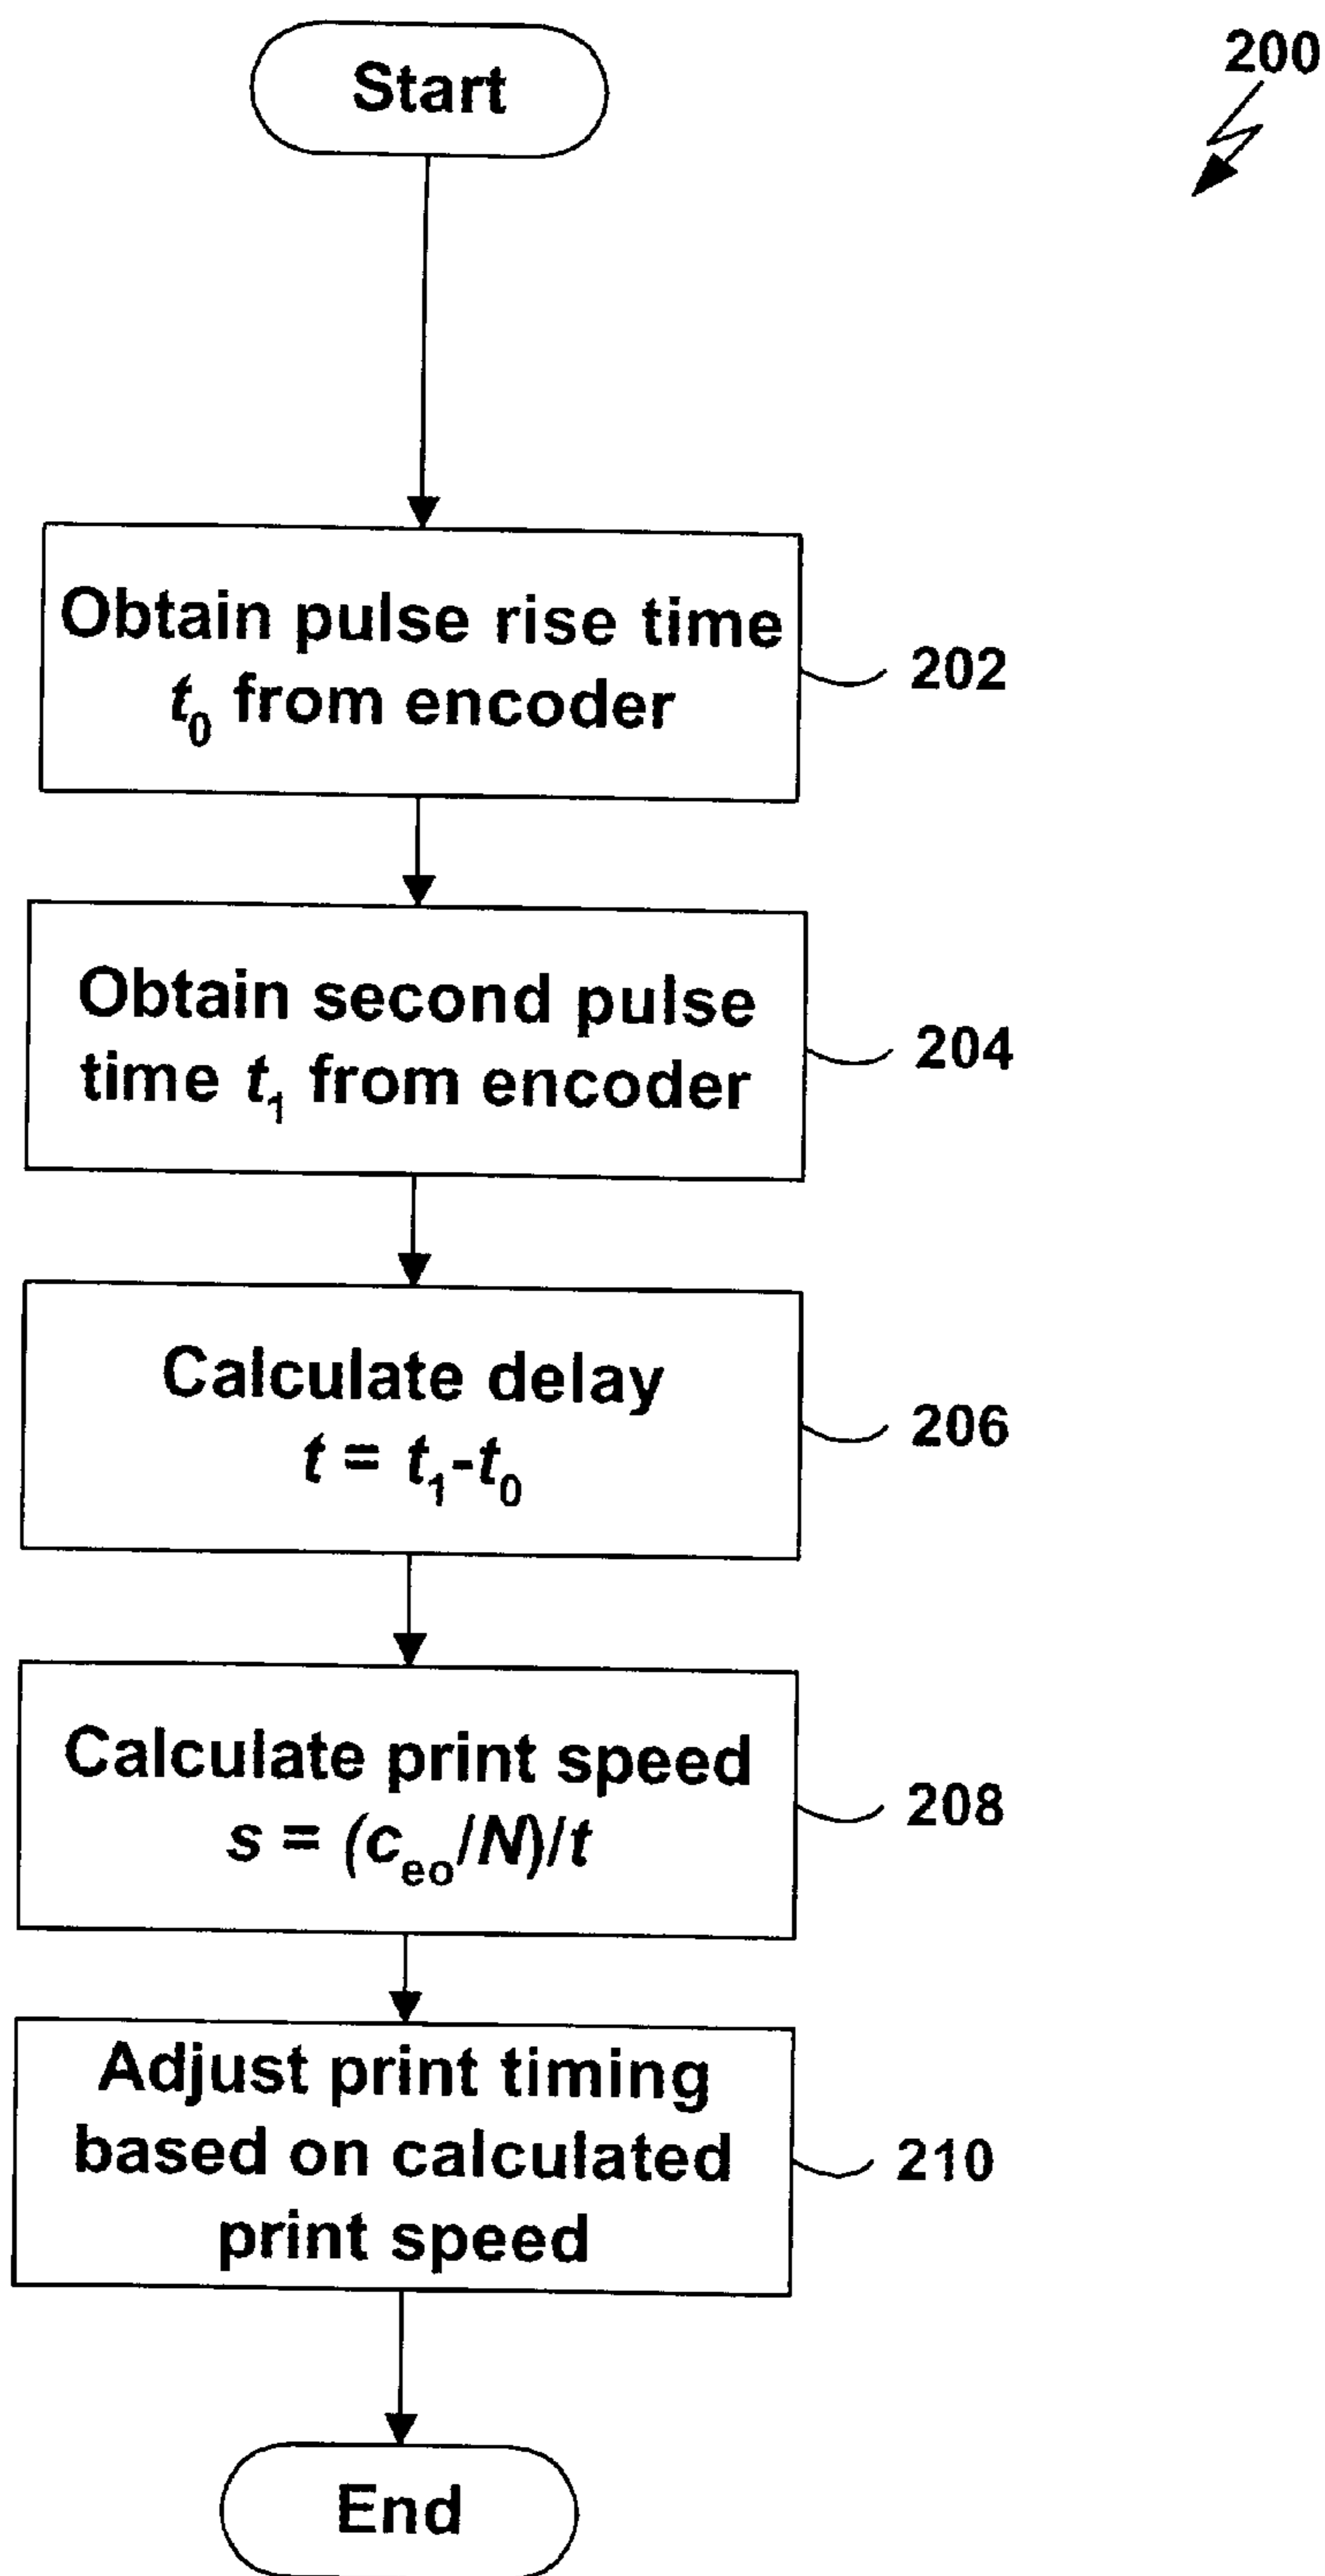 Start
200
Obtain pulse rise time
t₀ from encoder
202
Obtain second pulse
time t₁ from encoder
204
Calculate delay
t = t₁-t₀
206
Calculate print speed
s = (cₑₒ/N)/t
208
Adjust print timing
based on calculated
print speed
210
End